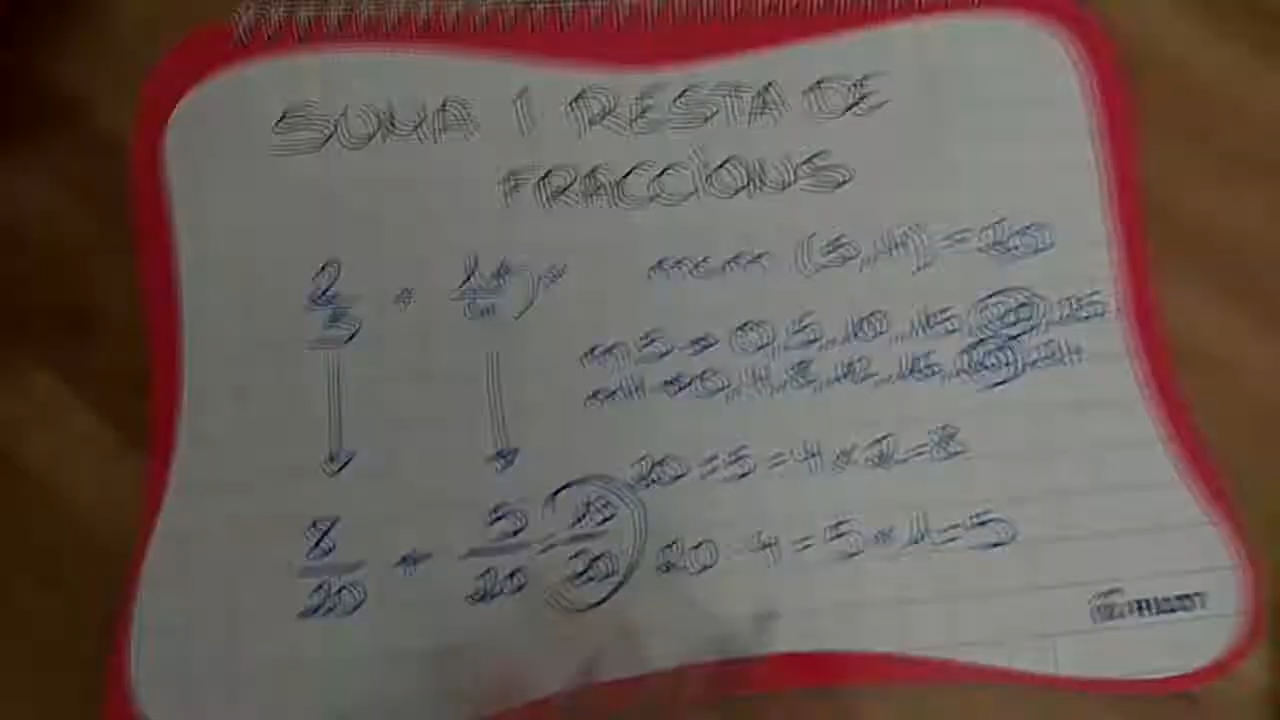 SUMA I RESTA DE
FRACCIONS
2/5 + 1/4 =
mcm (5,4) = 20
m 5 = 0, 5, 10, 15, 20, 25
m 4 = 0, 4, 8, 12, 16, 20, 24
20 : 5 = 4 x 2 = 8
8/20 + 5/20 =
20 : 4 = 5 x 1 = 5